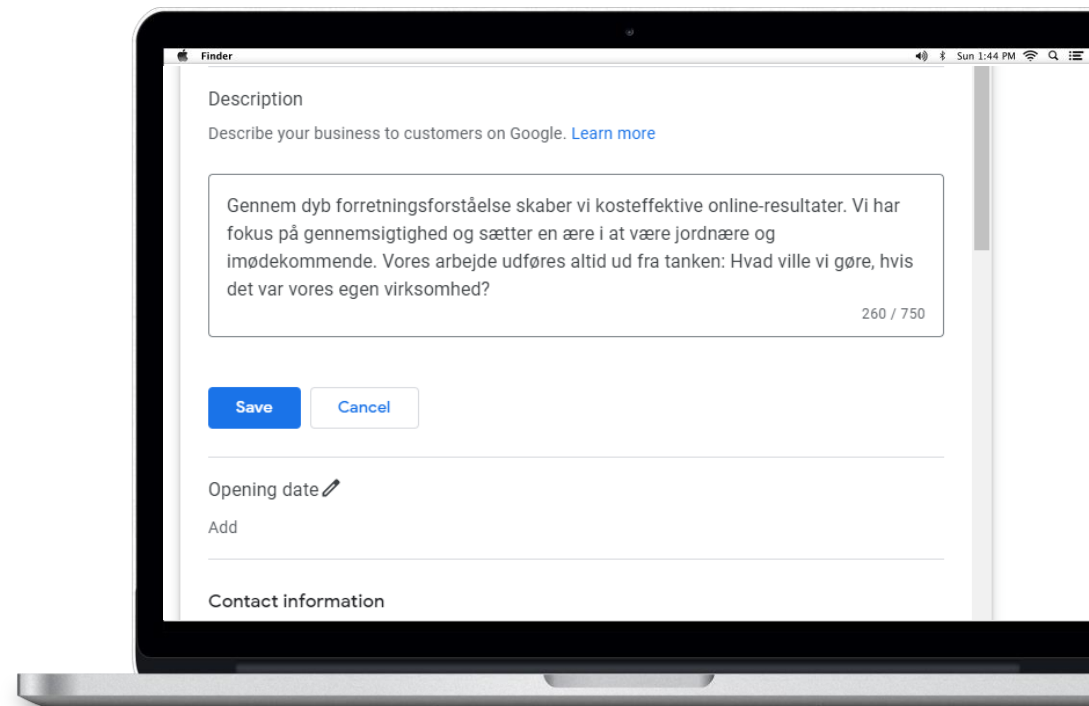 Finder
Sun 1:44 PM
Description
Describe your business to customers on Google. Learn more
Gennem dyb forretningsforståelse skaber vi kosteffektive online-resultater. Vi har
fokus på gennemsigtighed og sætter en ære i at være jordnære og
imødekommende. Vores arbejde udføres altid ud fra tanken: Hvad ville vi gøre, hvis
det var vores egen virksomhed?
260 / 750
Save
Cancel
Opening date
Add
Contact information